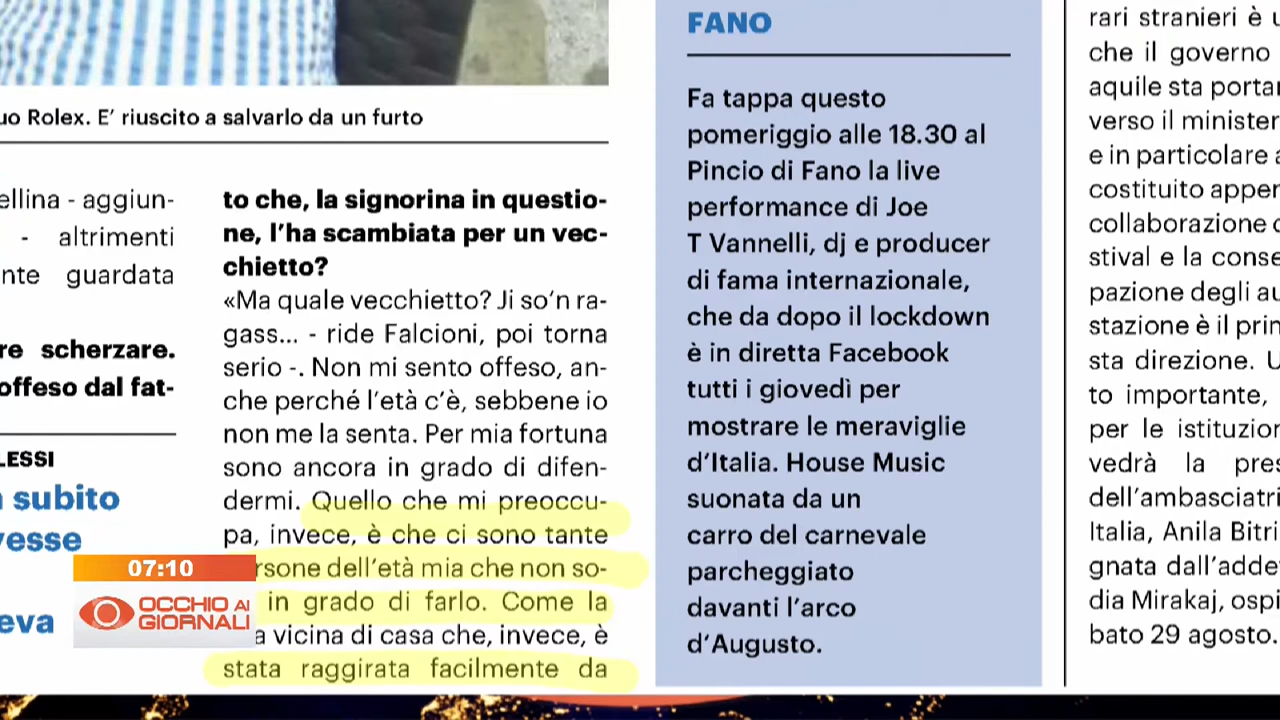 uo Rolex. E' riuscito a salvarlo da un furto
ellina - aggiun-
- altrimenti
nte guardata
re scherzare.
offeso dal fat-
LESSI
subito
vesse
eva
to che, la signorina in questio-
ne, l'ha scambiata per un vec-
chietto?
«Ma quale vecchietto? Ji so'n ra-
gass... - ride Falcioni, poi torna
serio -. Non mi sento offeso, an-
che perché l'età c'è, sebbene io
non me la senta. Per mia fortuna
sono ancora in grado di difen-
dermi. Quello che mi preoccu-
pa, invece, è che ci sono tante
rsone dell'età mia che non so-
in grado di farlo. Come la
a vicina di casa che, invece, è
stata raggirata facilmente da
FANO
Fa tappa questo
pomeriggio alle 18.30 al
Pincio di Fano la live
performance di Joe
T Vannelli, dj e producer
di fama internazionale,
che da dopo il lockdown
è in diretta Facebook
tutti i giovedì per
mostrare le meraviglie
d'Italia. House Music
suonata da un
carro del carnevale
parcheggiato
davanti l'arco
d'Augusto.
rari stranieri è u
che il governo
aquile sta portar
verso il minister
e in particolare a
costituito apper
collaborazione c
stival e la conse
pazione degli au
stazione è il prin
sta direzione. U
to importante,
per le istituzion
vedrà la pres
dell'ambasciatri
Italia, Anila Bitri
gnata dall'adde
dia Mirakaj, ospi
bato 29 agosto.
07:10
OCCHIO AI
GIORNALI